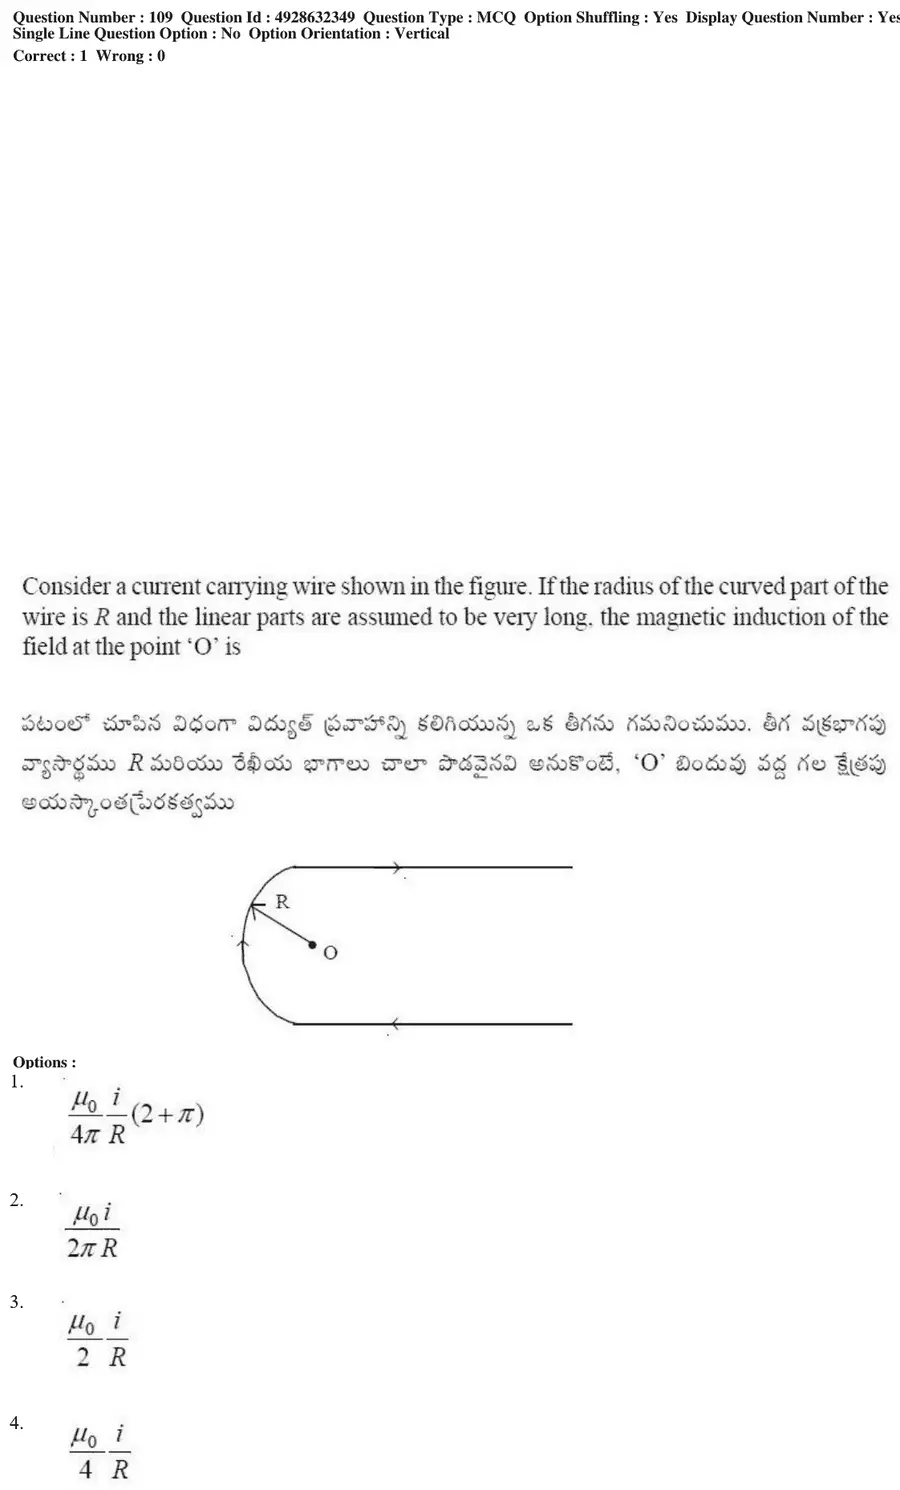 Question Number : 109 Question Id : 4928632349 Question Type : MCQ Option Shuffling : Yes Display Question Number : Yes
Single Line Question Option : No Option Orientation : Vertical
Correct : 1 Wrong : 0
Consider a current carrying wire shown in the figure. If the radius of the curved part of the
wire is R and the linear parts are assumed to be very long, the magnetic induction of the
field at the point ‘O’ is
పటంలో చూపిన విధంగా విద్యుత్ ప్రవాహాన్ని కలిగియున్న ఒక తీగను గమనించుము. తీగ వక్రభాగపు
వ్యాసార్థము R మరియు రేఖీయ భాగాలు చాలా పొడవైనవి అనుకొంటే, ‘O’ బిందువు వద్ద గల క్షేత్రపు
అయస్కాంతప్రేరకత్వము
R
O
Options :
1. μ₀/4π i/R (2 + π)
2. μ₀ i/2π R
3. μ₀/2 i/R
4. μ₀/4 i/R